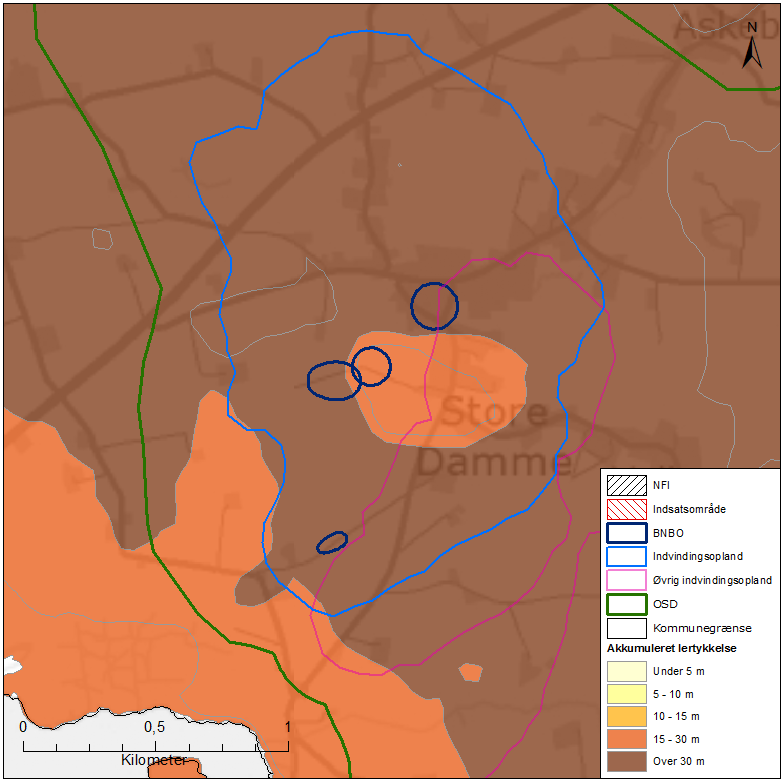 Askeb
N
Store
Damme
NFI
Indsatsområde
BNBO
Indvindingsopland
Øvrig indvindingsopland
OSD
Kommunegrænse
Akkumuleret lertykkelse
Under 5 m
5 - 10 m
10 - 15 m
15 - 30 m
Over 30 m
0 0,5 1
Kilometer